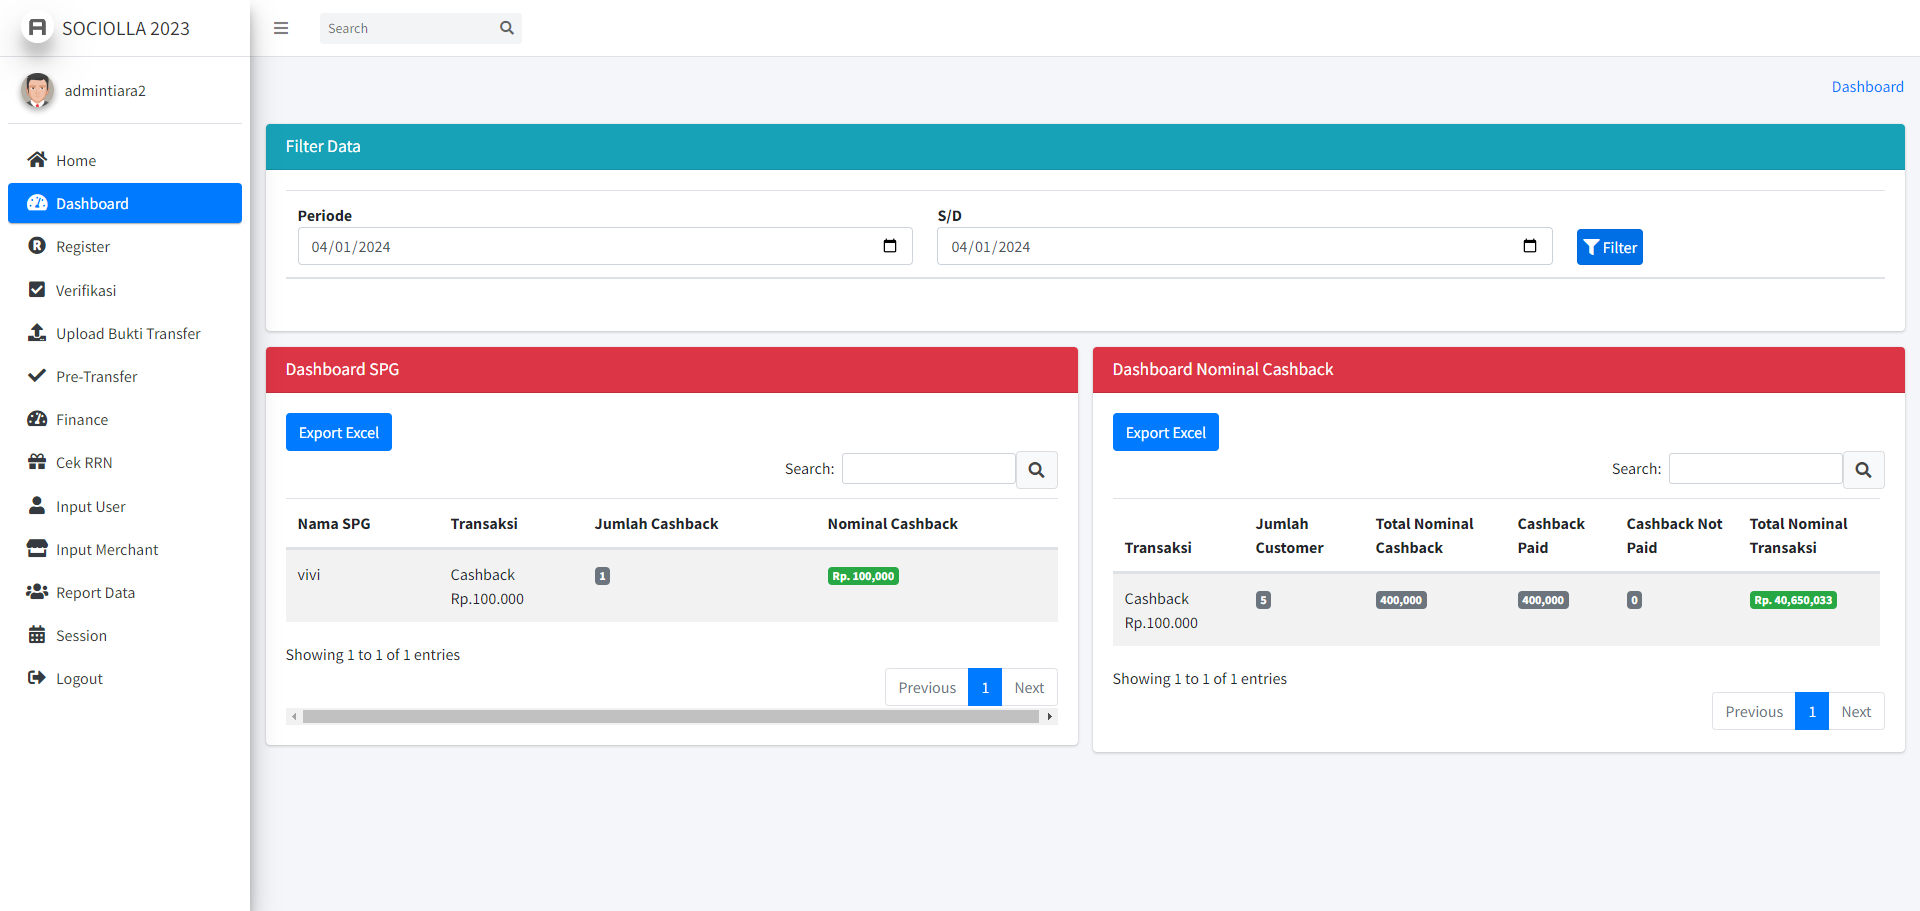 SOCIOLLA 2023
Search
admintiara2
Home
Dashboard
Register
Verifikasi
Upload Bukti Transfer
Pre-Transfer
Finance
Cek RRN
Input User
Input Merchant
Report Data
Session
Logout
Dashboard
Filter Data
Periode
04/01/2024
S/D
04/01/2024
Filter
Dashboard SPG
Export Excel
Search:
Nama SPG Transaksi Jumlah Cashback Nominal Cashback
vivi Cashback 1 Rp. 100,000
Rp.100.000
Showing 1 to 1 of 1 entries
Previous 1 Next
Dashboard Nominal Cashback
Export Excel
Search:
Jumlah Total Nominal Cashback Cashback Not Total Nominal
Transaksi Customer Cashback Paid Paid Transaksi
Cashback 5 400,000 400,000 0 Rp. 40,650,033
Rp.100.000
Showing 1 to 1 of 1 entries
Previous 1 Next